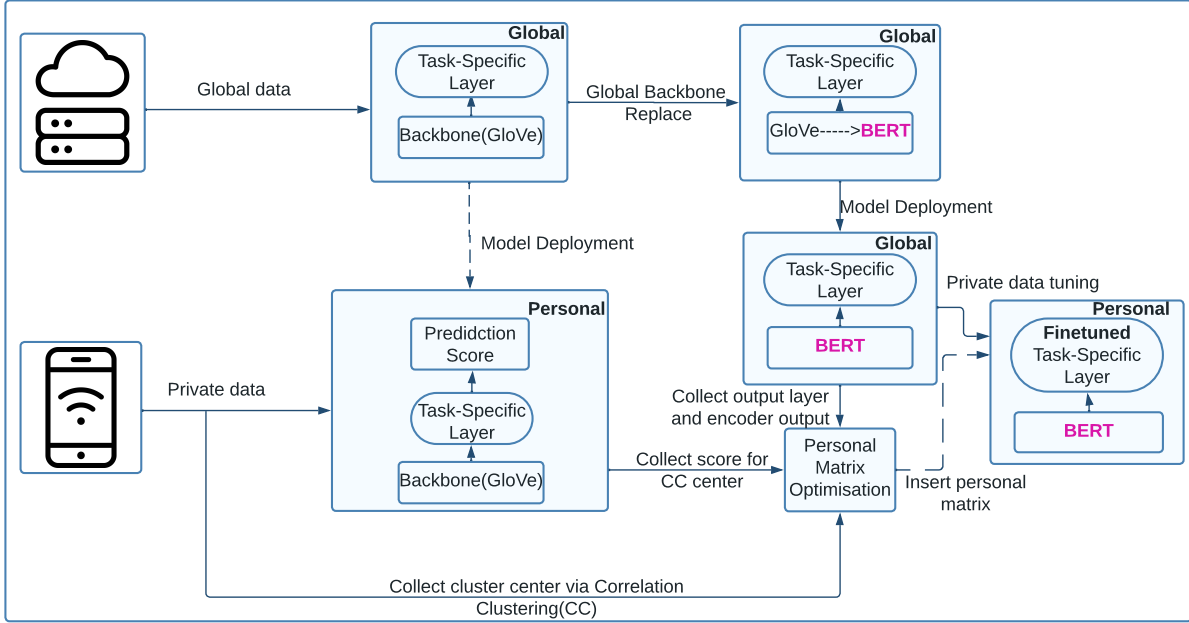 Global
Task-Specific
Layer
Backbone(GloVe)
Global data
Global Backbone
Replace
Global
Task-Specific
Layer
GloVe----->BERT
Model Deployment
Model Deployment
Global
Task-Specific
Layer
BERT
Private data tuning
Personal
Finetuned
Task-Specific
Layer
BERT
Personal
Predidction
Score
Task-Specific
Layer
Backbone(GloVe)
Private data
Collect output layer
and encoder output
Collect score for
CC center
Personal
Matrix
Optimisation
Insert personal
matrix
Collect cluster center via Correlation
Clustering(CC)